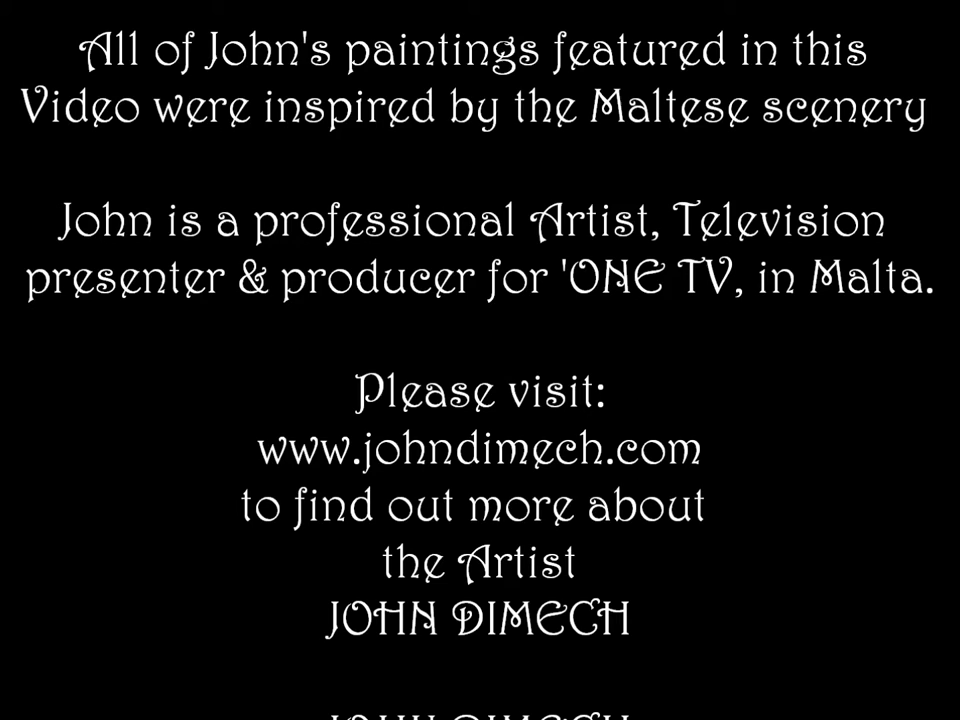 All of John's paintings featured in this
Video were inspired by the Maltese scenery
John is a professional Artist, Television
presenter & producer for 'ONE TV, in Malta.
Please visit:
www.johndimech.com
to find out more about
the Artist
JOHN DIMECH
JOHN DIMECH